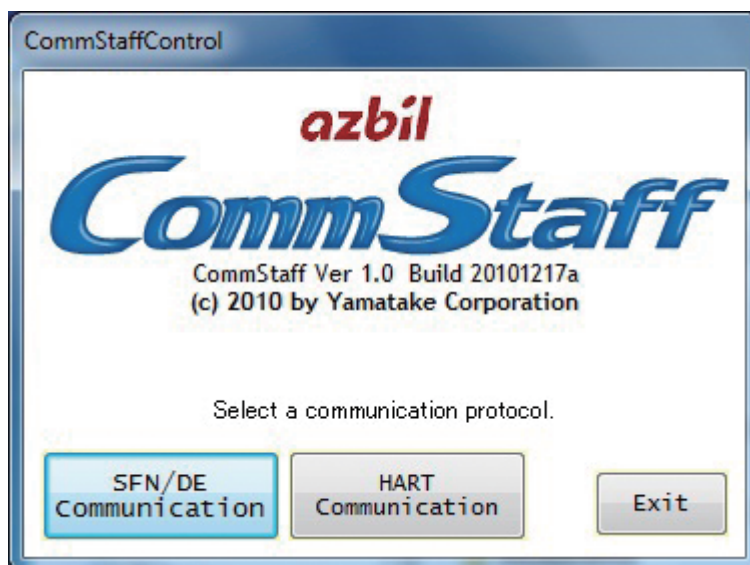 CommStaffControl
azbil
CommStaff
CommStaff Ver 1.0 Build 20101217a
(c) 2010 by Yamatake Corporation
Select a communication protocol.
SFN/DE
Communication
HART
Communication
Exit